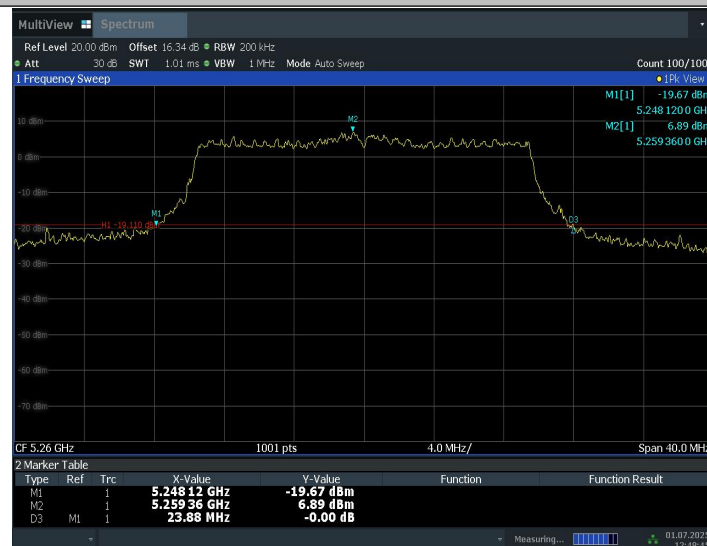 MultiView Spectrum
Ref Level 20.00 dBm Offset 16.34 dB RBW 200 kHz
Att 30 dB SWT 1.01 ms VBW 1 MHz Mode Auto Sweep Count 100/100
1 Frequency Sweep 1Pk View
M1[1] -19.67 dBm
5.248 120 0 GH
M2[1] 6.89 dBm
5.259 360 0 GH
10 dBm
M2
0 dBm
-10 dBm
M1
D3
-20 dBm
H1 -19.110 dB
-30 dBm
-40 dBm
-50 dBm
-60 dBm
-70 dBm
CF 5.26 GHz 1001 pts 4.0 MHz/ Span 40.0 MHz
2 Marker Table
Type Ref Trc X-Value Y-Value Function Function Result
M1 1 5.248 12 GHz -19.67 dBm
M2 1 5.259 36 GHz 6.89 dBm
D3 M1 1 23.88 MHz -0.00 dB
Measuring... 01.07.202